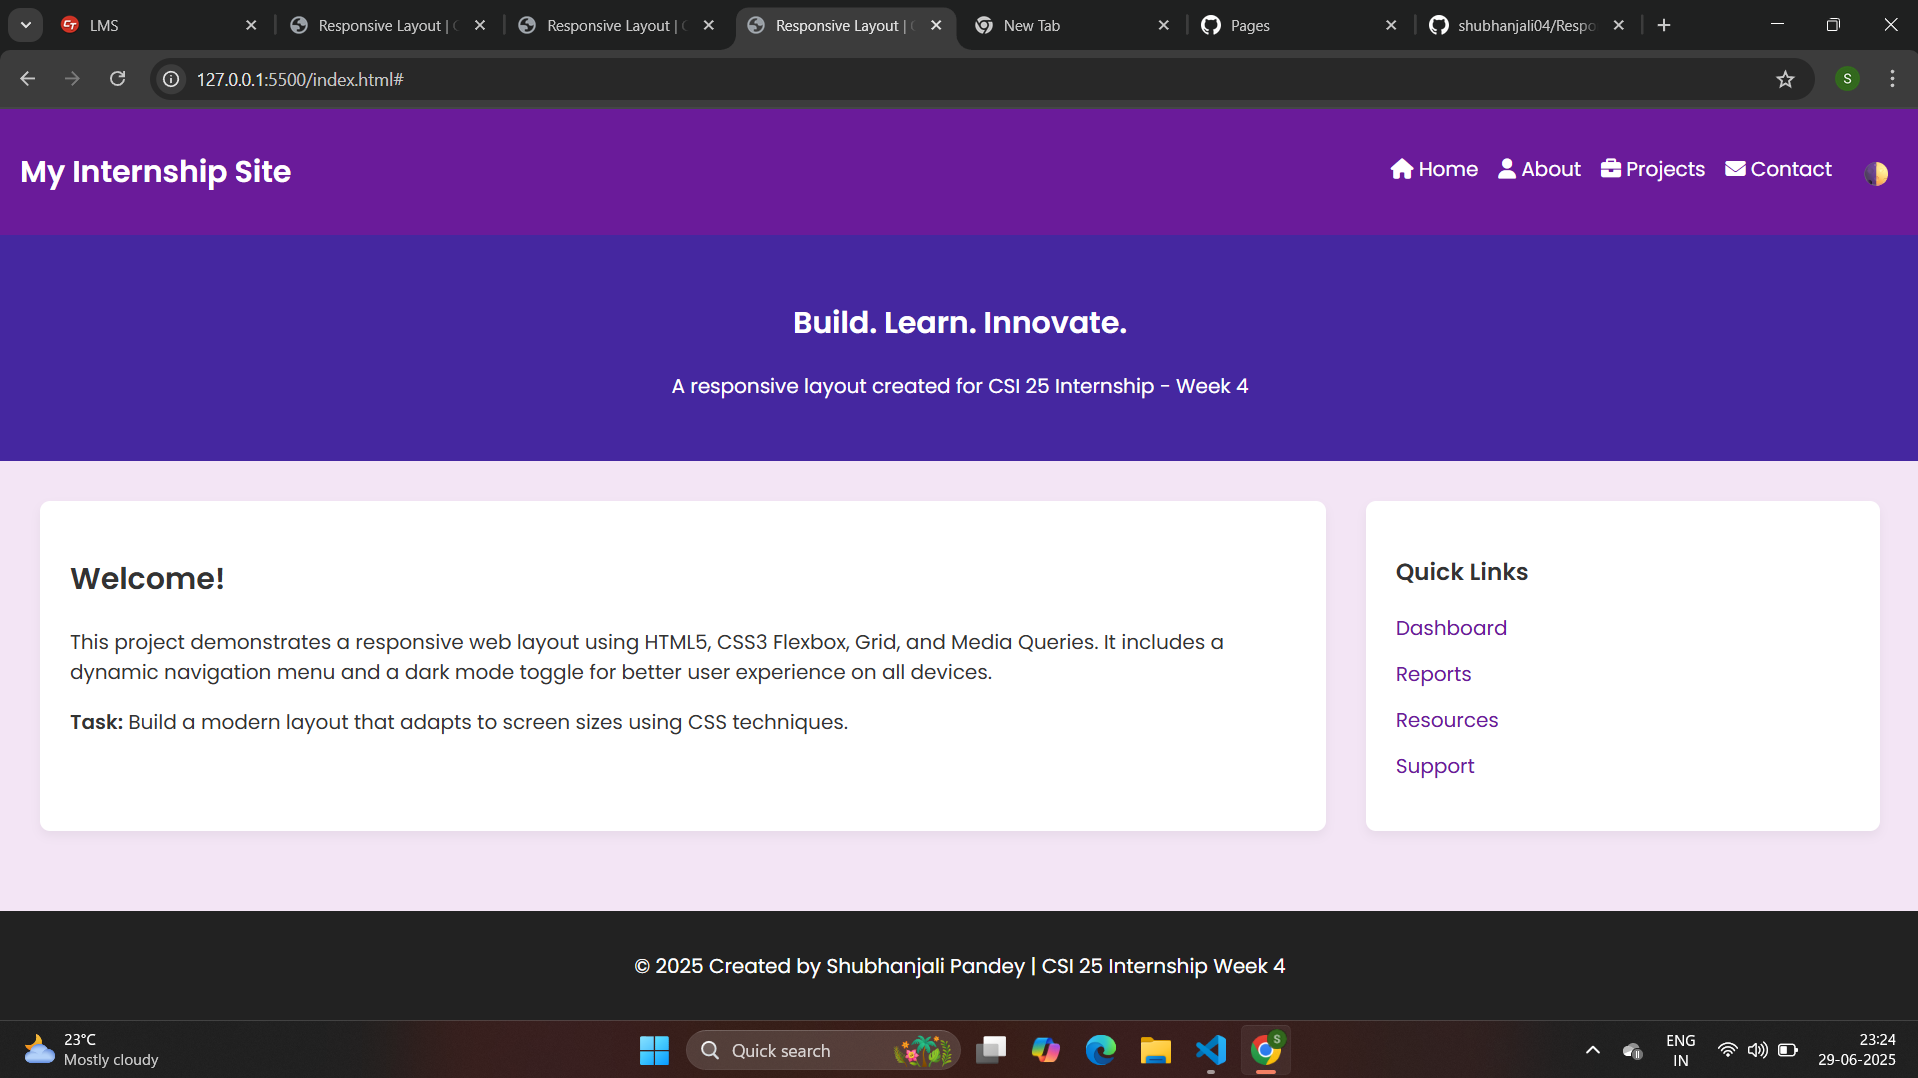 LMS
Responsive Layout |
Responsive Layout |
Responsive Layout |
New Tab
Pages
shubhanjali04/Respo
127.0.0.1:5500/index.html#
S
My Internship Site
Home
About
Projects
Contact
Build. Learn. Innovate.
A responsive layout created for CSI 25 Internship - Week 4
Welcome!
This project demonstrates a responsive web layout using HTML5, CSS3 Flexbox, Grid, and Media Queries. It includes a
dynamic navigation menu and a dark mode toggle for better user experience on all devices.
Task: Build a modern layout that adapts to screen sizes using CSS techniques.
Quick Links
Dashboard
Reports
Resources
Support
© 2025 Created by Shubhanjali Pandey | CSI 25 Internship Week 4
23°C
Mostly cloudy
Quick search
S
ENG
IN
23:24
29-06-2025